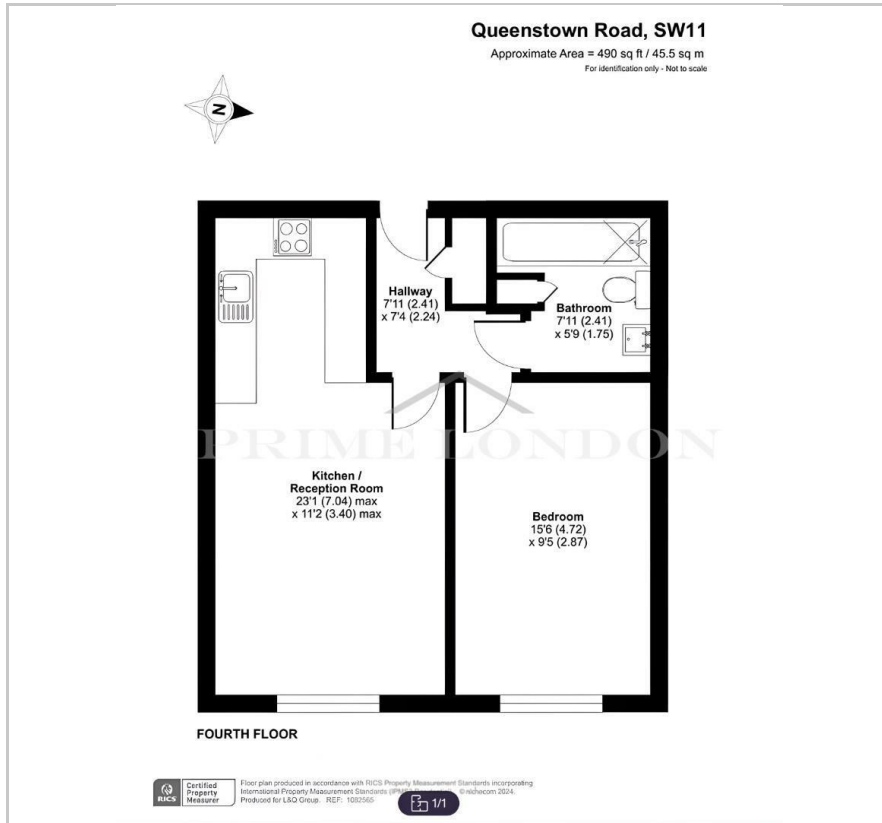 Queenstown Road, SW11
Approximate Area = 490 sq ft / 45.5 sq m
For identification only - Not to scale
N
Hallway
7'11 (2.41)
x 7'4 (2.24)
Bathroom
7'11 (2.41)
x 5'9 (1.75)
PRIME LONDON
Kitchen /
Reception Room
23'1 (7.04) max
x 11'2 (3.40) max
Bedroom
15'6 (4.72)
x 9'5 (2.87)
FOURTH FLOOR
RICS
Certified
Property
Measurer
Floor plan produced in accordance with RICS Property Measurement Standards incorporating
International Property Measurement Standards ©nichecom 2024.
Produced for L&Q Group. REF: 1082565
1/1